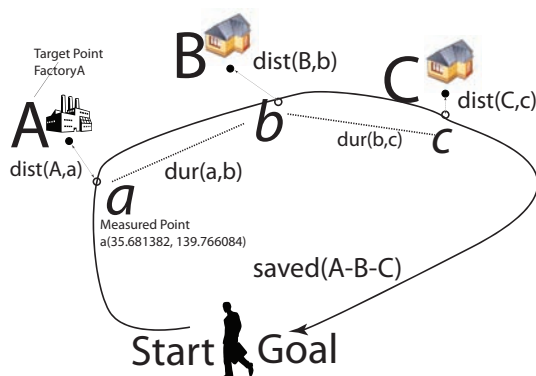 Target Point
FactoryA
A
B
dist(B,b)
C
dist(C,c)
b
c
dur(b,c)
dist(A,a)
dur(a,b)
a
Measured Point
a(35.681382, 139.766084)
saved(A-B-C)
Start
Goal